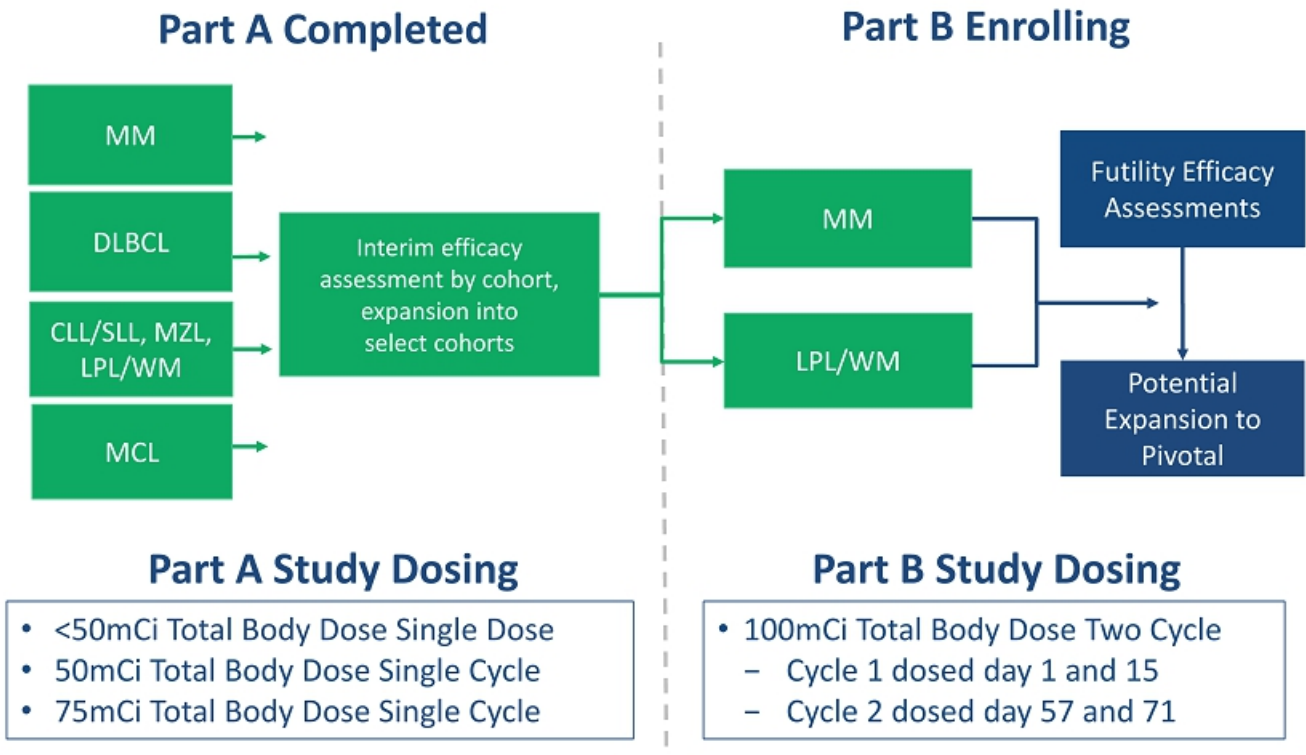 Part A Completed
Part B Enrolling
MM
DLBCL
CLL/SLL, MZL,
LPL/WM
MCL
Interim efficacy
assessment by cohort,
expansion into
select cohorts
MM
LPL/WM
Futility Efficacy
Assessments
Potential
Expansion to
Pivotal
Part A Study Dosing
• <50mCi Total Body Dose Single Dose
• 50mCi Total Body Dose Single Cycle
• 75mCi Total Body Dose Single Cycle
Part B Study Dosing
• 100mCi Total Body Dose Two Cycle
– Cycle 1 dosed day 1 and 15
– Cycle 2 dosed day 57 and 71